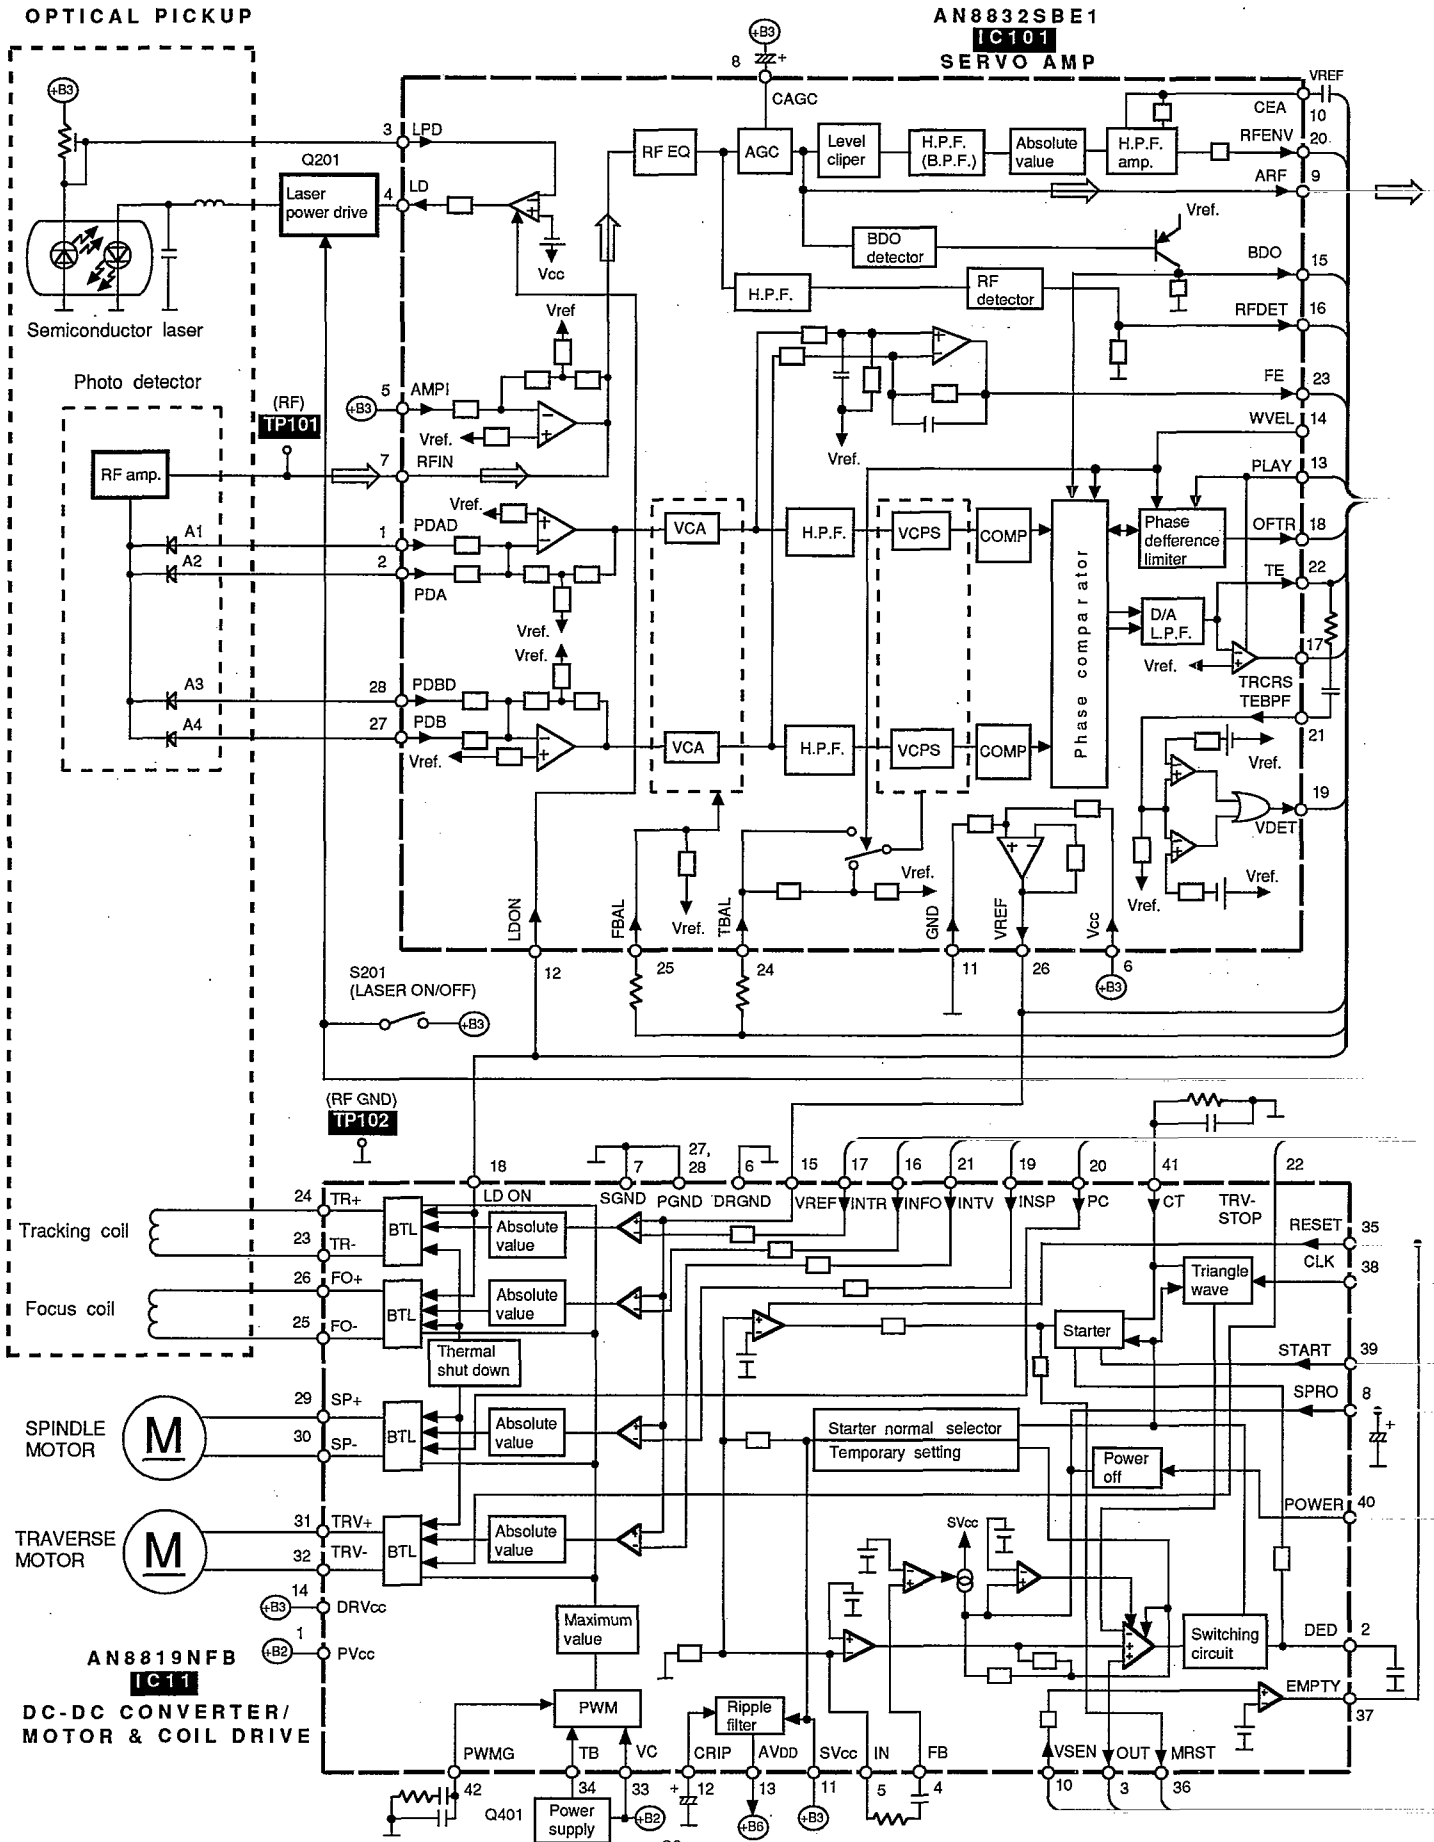 OPTICAL PICKUP
AN8832SBE1
IC101
SERVO AMP
+B3
8
+
CAGC
VREF
CEA
10
+B3
3
LPD
Q201
Laser
power drive
4
LD
Vcc
RF EQ
AGC
Level
cliper
H.P.F.
(B.P.F.)
Absolute
value
H.P.F.
amp.
RFENV
20
ARF
9
Vref.
BDO
detector
BDO
15
H.P.F.
RF
detector
RFDET
16
Semiconductor laser
Photo detector
Vref
(RF)
TP101
+B3
5
AMPI
Vref.
FE
23
WVEL
14
Vref.
RF amp.
7
RFIN
PLAY
13
A1
1
PDAD
Vref.
A2
2
PDA
Vref.
VCA
H.P.F.
VCPS
COMP
Phase comparator
Phase
defference
limiter
OFTR
18
TE
22
D/A
L.P.F.
Vref.
17
TRCRS
TEBPF
21
Vref.
A3
28
PDBD
A4
27
PDB
Vref.
VCA
H.P.F.
VCPS
COMP
Vref.
19
VDET
Vref.
Vref.
Vref.
Vref.
LDON
FBAL
TBAL
GND
VREF
Vcc
12
25
24
11
26
6
+B3
S201
(LASER ON/OFF)
+B3
(RF GND)
TP102
18
7
27,
28
6
15
17
16
21
19
20
41
22
LD ON
SGND
PGND
DRGND
VREF
INTR
INFO
INTV
INSP
PC
CT
TRV-
STOP
24
TR+
Tracking coil
23
TR-
BTL
Absolute
value
RESET
35
CLK
38
Triangle
wave
26
FO+
Focus coil
25
FO-
BTL
Absolute
value
Thermal
shut down
Starter
START
39
29
SP+
SPINDLE
MOTOR
M
30
SP-
BTL
Absolute
value
Starter normal selector
Temporary setting
SPRO
8
+
Power
off
POWER
40
31
TRV+
TRAVERSE
MOTOR
M
32
TRV-
BTL
Absolute
value
SVcc
14
+B3
DRVcc
1
+B2
PVcc
Maximum
value
Switching
circuit
DED
2
EMPTY
37
AN8819NFB
IC11
DC-DC CONVERTER/
MOTOR & COIL DRIVE
PWM
Ripple
filter
PWMG
TB
VC
CRIP
AVDD
SVcc
IN
FB
VSEN
OUT
MRST
42
34
33
+
12
13
11
5
4
10
3
36
Q401
Power
supply
+B2
+B6
+B3